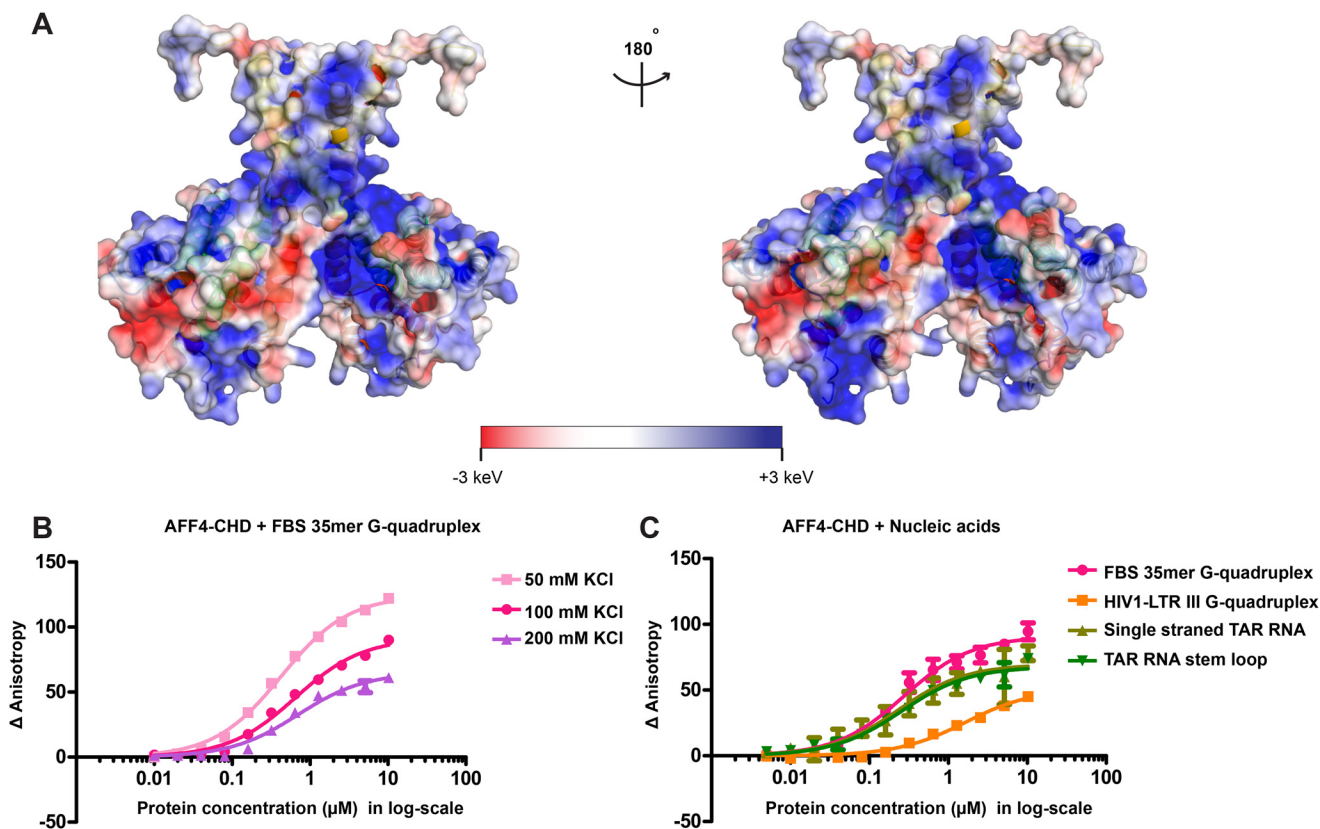 A
180°
-3 keV
+3 keV
B
AFF4-CHD + FBS 35mer G-quadruplex
150
100
50
0
-50
Δ Anisotropy
0.01
0.1
1
10
100
Protein concentration (μM) in log-scale
50 mM KCl
100 mM KCl
200 mM KCl
C
AFF4-CHD + Nucleic acids
150
100
50
0
-50
Δ Anisotropy
0.01
0.1
1
10
100
Protein concentration (μM) in log-scale
FBS 35mer G-quadruplex
HIV1-LTR III G-quadruplex
Single straned TAR RNA
TAR RNA stem loop